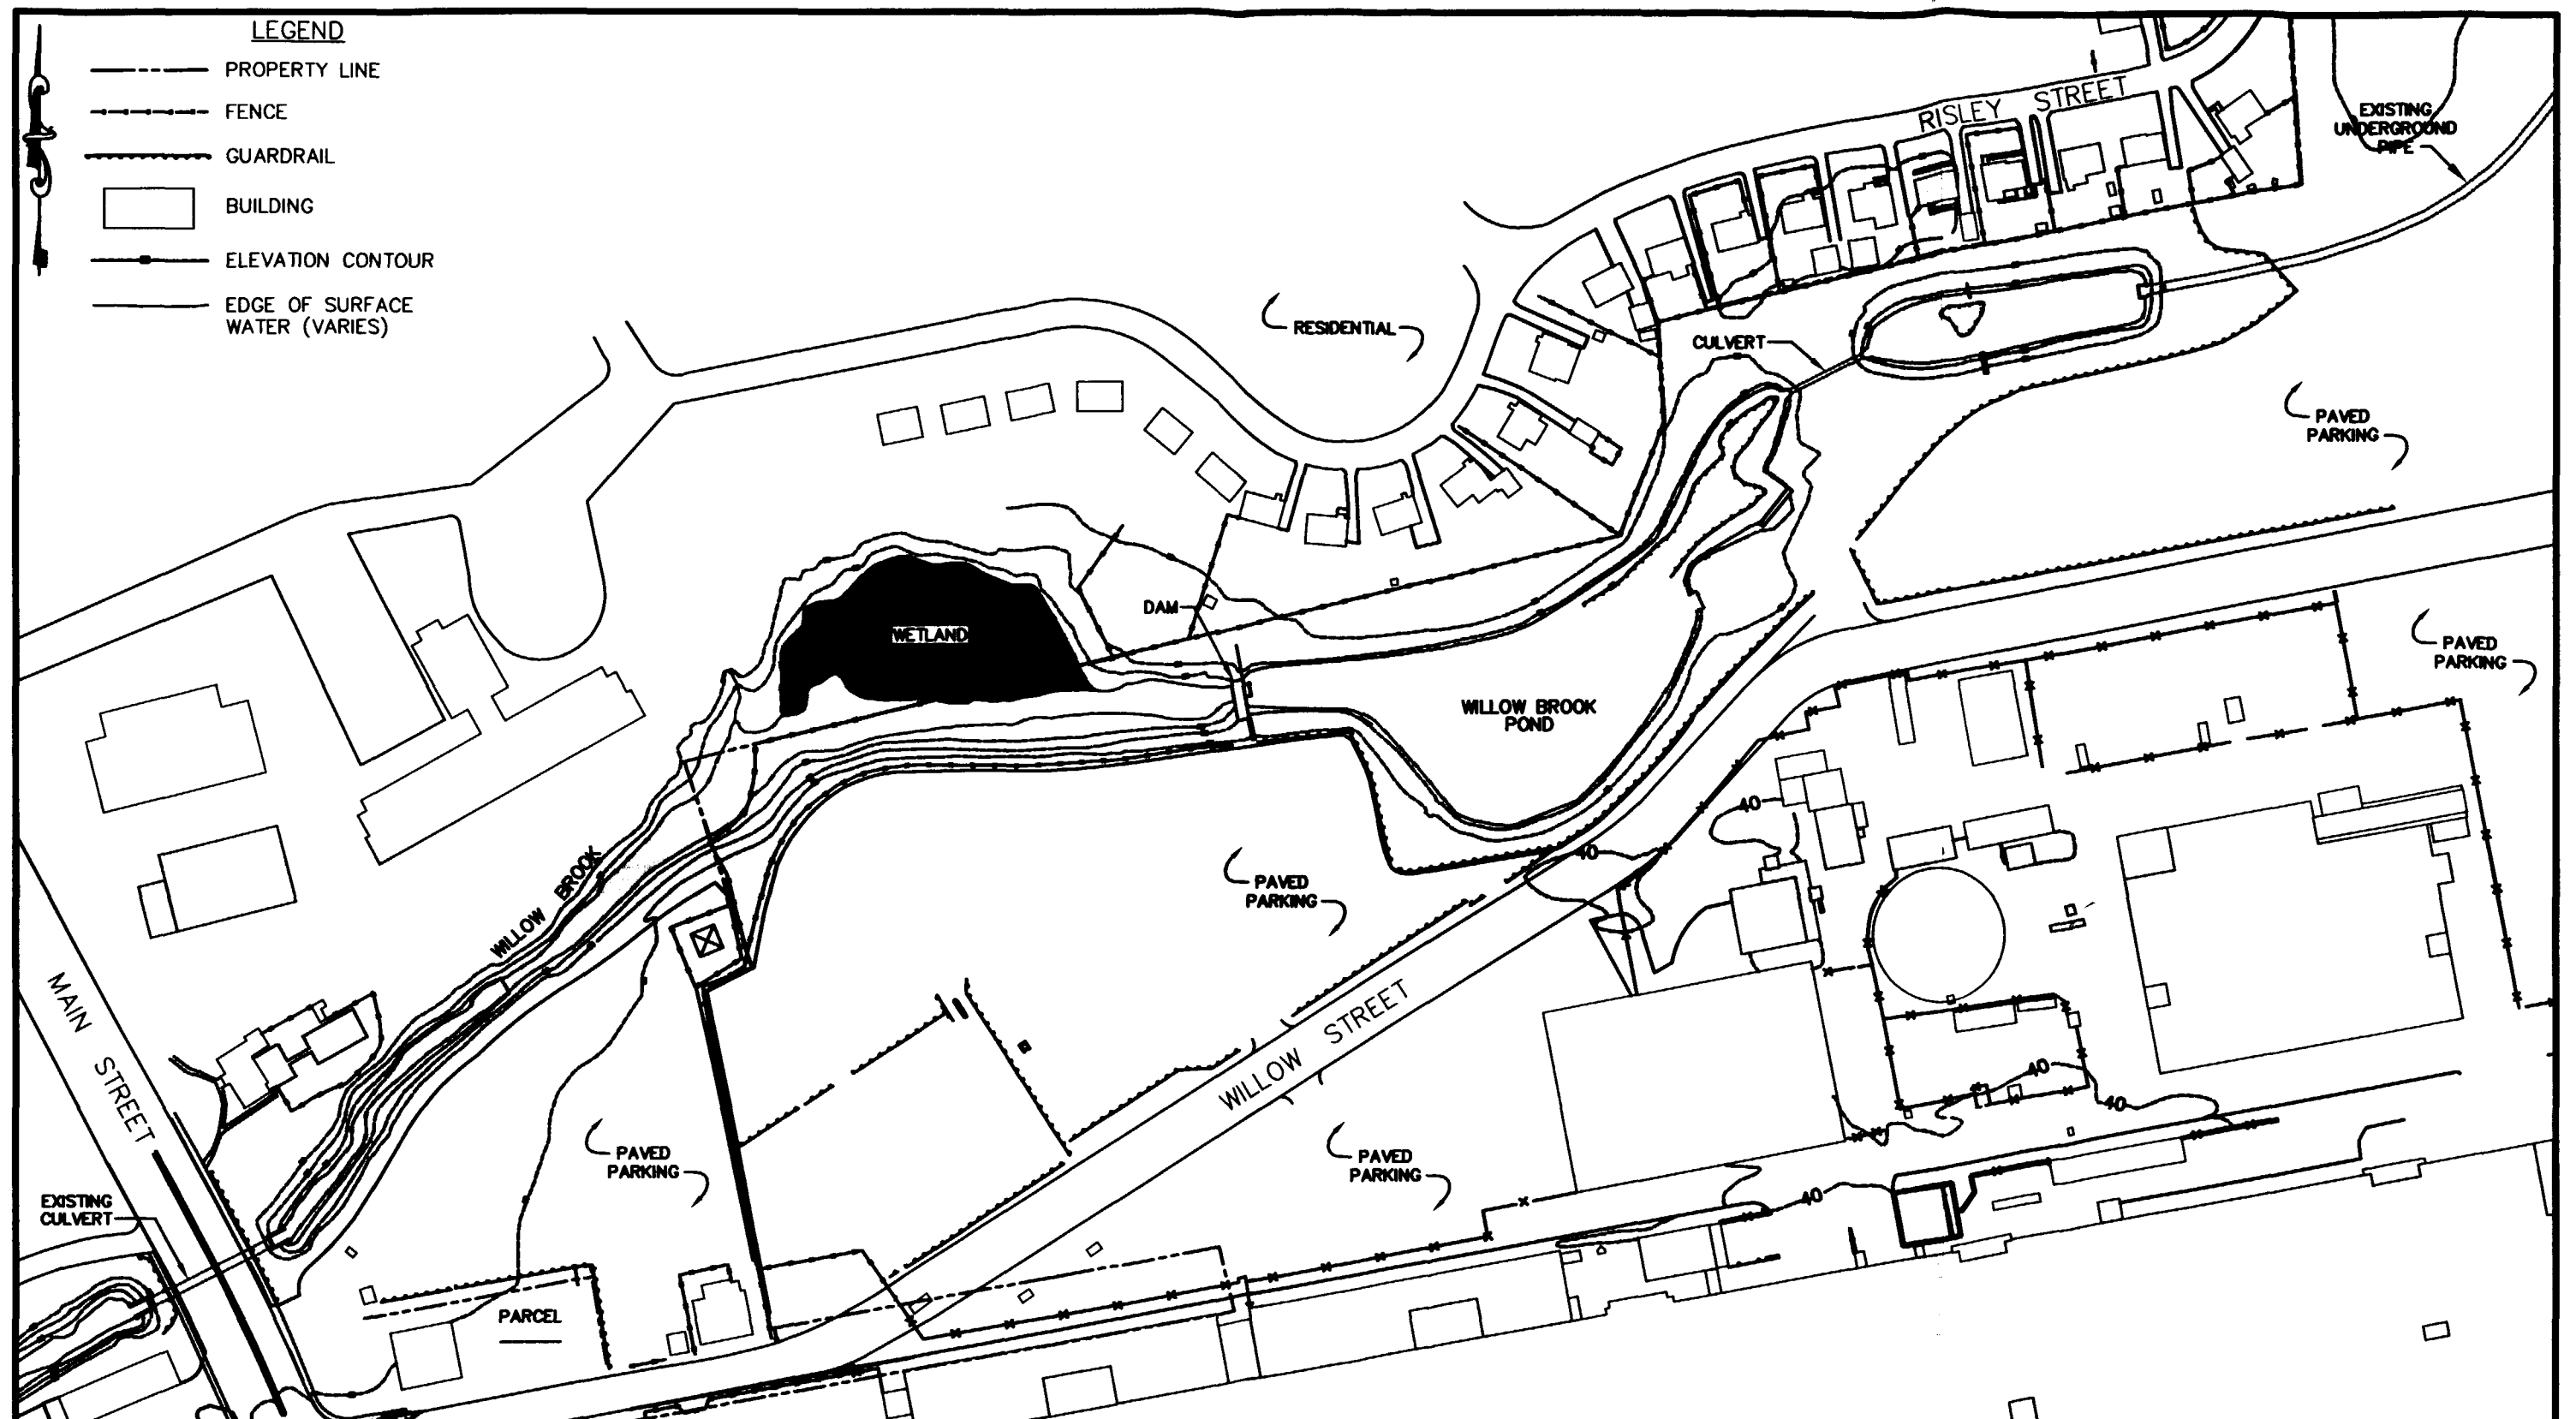 LEGEND
PROPERTY LINE
FENCE
GUARDRAIL
BUILDING
ELEVATION CONTOUR
EDGE OF SURFACE
WATER (VARIES)
RISLEY STREET
EXISTING
UNDERGROUND
PIPE
RESIDENTIAL
CULVERT
PAVED
PARKING
DAM
WETLAND
PAVED
PARKING
WILLOW BROOK
POND
40
40
WILLOW BROOK
PAVED
PARKING
MAIN STREET
WILLOW STREET
40
40
PAVED
PARKING
PAVED
PARKING
40
EXISTING
CULVERT
PARCEL